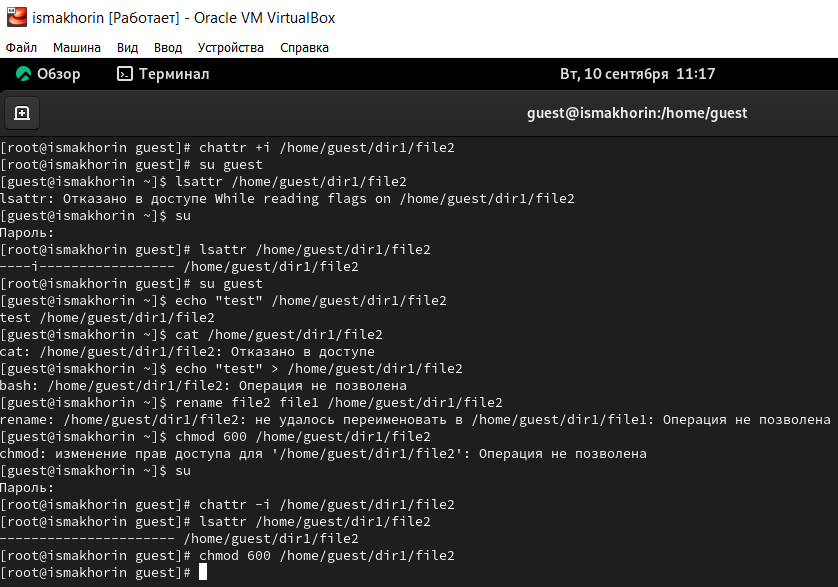 ismakhorin [Работает] - Oracle VM VirtualBox
Файл Машина Вид Ввод Устройства Справка
Обзор Терминал Вт, 10 сентября 11:17
guest@ismakhorin:/home/guest
[root@ismakhorin guest]# chattr +i /home/guest/dir1/file2
[root@ismakhorin guest]# su guest
[guest@ismakhorin ~]$ lsattr /home/guest/dir1/file2
lsattr: Отказано в доступе While reading flags on /home/guest/dir1/file2
[guest@ismakhorin ~]$ su
Пароль:
[root@ismakhorin guest]# lsattr /home/guest/dir1/file2
----i----------------- /home/guest/dir1/file2
[root@ismakhorin guest]# su guest
[guest@ismakhorin ~]$ echo "test" /home/guest/dir1/file2
test /home/guest/dir1/file2
[guest@ismakhorin ~]$ cat /home/guest/dir1/file2
cat: /home/guest/dir1/file2: Отказано в доступе
[guest@ismakhorin ~]$ echo "test" > /home/guest/dir1/file2
bash: /home/guest/dir1/file2: Операция не позволена
[guest@ismakhorin ~]$ rename file2 file1 /home/guest/dir1/file2
rename: /home/guest/dir1/file2: не удалось переименовать в /home/guest/dir1/file1: Операция не позволена
[guest@ismakhorin ~]$ chmod 600 /home/guest/dir1/file2
chmod: изменение прав доступа для '/home/guest/dir1/file2': Операция не позволена
[guest@ismakhorin ~]$ su
Пароль:
[root@ismakhorin guest]# chattr -i /home/guest/dir1/file2
[root@ismakhorin guest]# lsattr /home/guest/dir1/file2
---------------------- /home/guest/dir1/file2
[root@ismakhorin guest]# chmod 600 /home/guest/dir1/file2
[root@ismakhorin guest]#